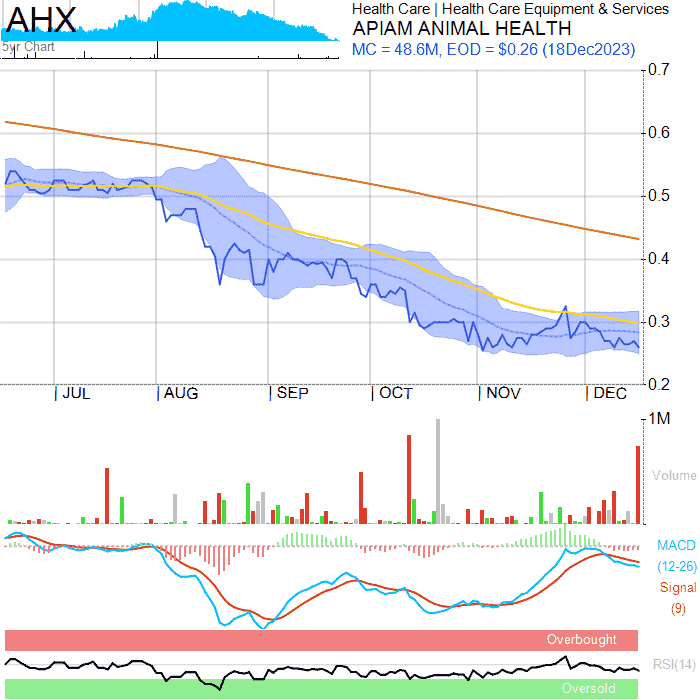 AHX
5yr Chart
Health Care | Health Care Equipment & Services
APIAM ANIMAL HEALTH
MC = 48.6M, EOD = $0.26 (18Dec2023)
0.7
0.6
0.5
0.4
0.3
0.2
JUL AUG SEP OCT NOV DEC
1M
Volume
MACD
(12-26)
Signal
(9)
Overbought
RSI(14)
Oversold